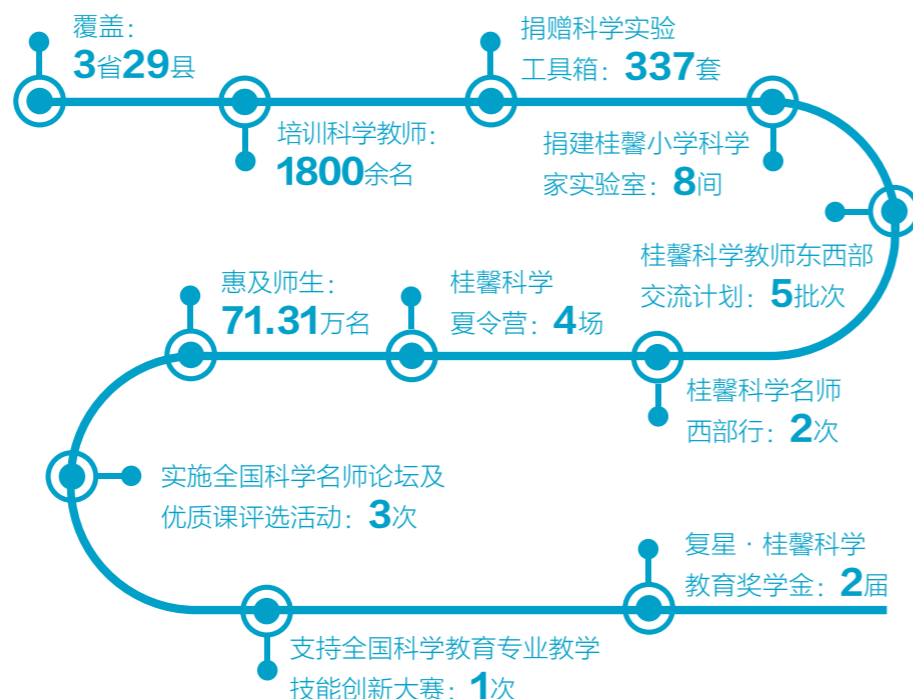 覆盖：
3省29县
培训科学教师：
1800余名
捐赠科学实验
工具箱：337套
捐建桂馨小学科学
家实验室：8间
桂馨科学教师东西部
交流计划：5批次
桂馨科学名师
西部行：2次
桂馨科学
夏令营：4场
惠及师生：
71.31万名
实施全国科学名师论坛及
优质课评选活动：3次
支持全国科学教育专业教学
技能创新大赛：1次
复星·桂馨科学
教育奖学金：2届